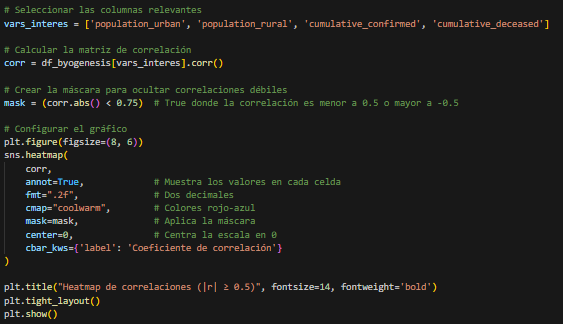 # Seleccionar las columnas relevantes
vars_interes = ['population_urban', 'population_rural', 'cumulative_confirmed', 'cumulative_deceased']

# Calcular la matriz de correlación
corr = df_byogenesis[vars_interes].corr()

# Crear la máscara para ocultar correlaciones débiles
mask = (corr.abs() < 0.75)  # True donde la correlación es menor a 0.5 o mayor a -0.5

# Configurar el gráfico
plt.figure(figsize=(8, 6))
sns.heatmap(
    corr,
    annot=True,            # Muestra los valores en cada celda
    fmt=".2f",             # Dos decimales
    cmap="coolwarm",       # Colores rojo-azul
    mask=mask,             # Aplica la máscara
    center=0,              # Centra la escala en 0
    cbar_kws={'label': 'Coeficiente de correlación'}
)

plt.title("Heatmap de correlaciones (|r| ≥ 0.5)", fontsize=14, fontweight='bold')
plt.tight_layout()
plt.show()